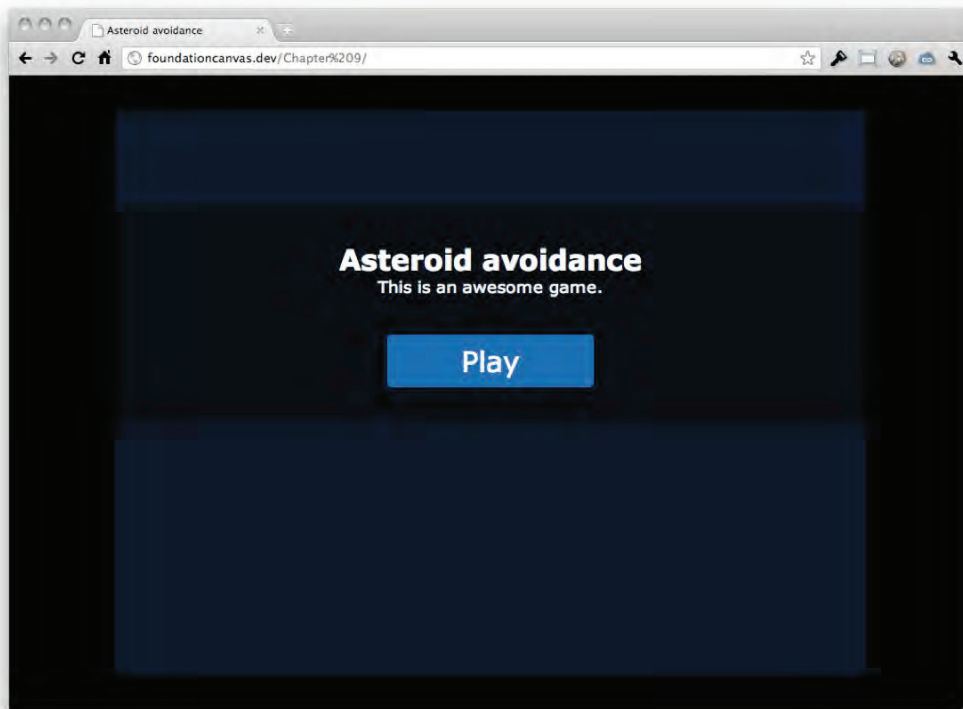 Asteroid avoidance
foundationcanvas.dev/Chapter%209/
Asteroid avoidance
This is an awesome game.
Play